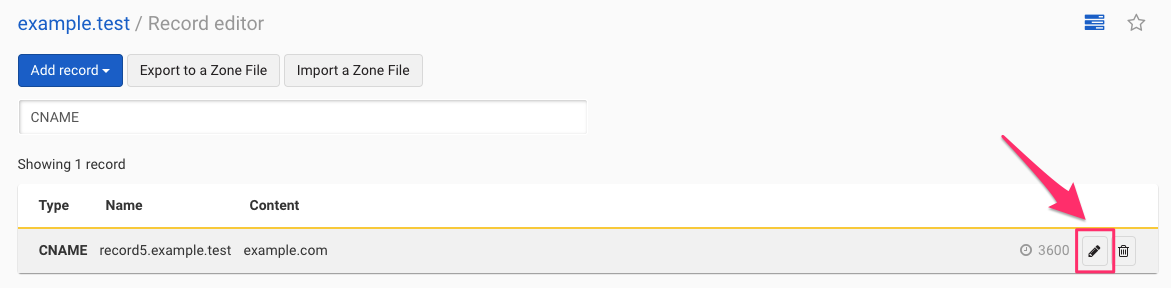 example.test / Record editor
Add record Export to a Zone File Import a Zone File
CNAME
Showing 1 record
Type Name Content
CNAME record5.example.test example.com 3600